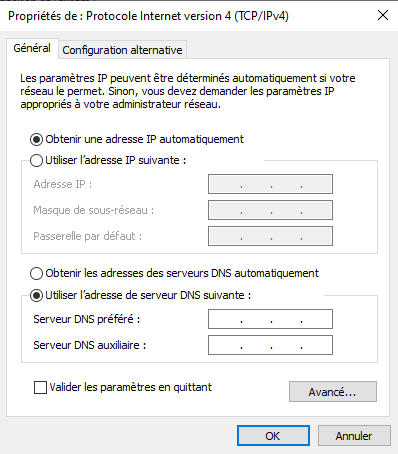 Propriétés de : Protocole Internet version 4 (TCP/IPv4)
Général
Configuration alternative
Les paramètres IP peuvent être déterminés automatiquement si votre
réseau le permet. Sinon, vous devez demander les paramètres IP
appropriés à votre administrateur réseau.
Obtenir une adresse IP automatiquement
Utiliser l'adresse IP suivante :
Adresse IP :
Masque de sous-réseau :
Passerelle par défaut :
Obtenir les adresses des serveurs DNS automatiquement
Utiliser l'adresse de serveur DNS suivante :
Serveur DNS préféré :
Serveur DNS auxiliaire :
Valider les paramètres en quittant
Avancé...
OK
Annuler